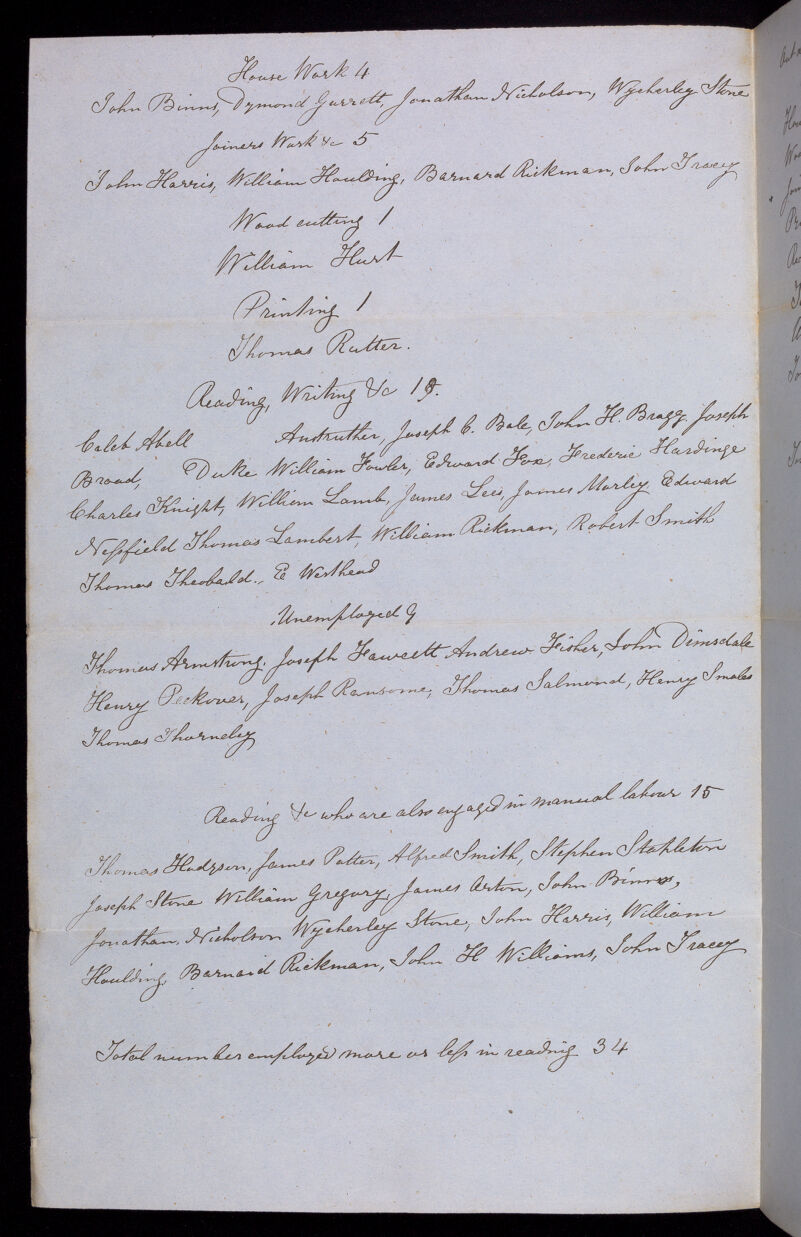 House Work 4
John Binns, Dymond Garrett, Jonathan Nicholson, Wycherley Stone
Joiners Work &c 5
John Harris, William Houlding, Barnard Rickman, John Tracey
Wood cutting 1
William Hurt
Printing 1
Thomas Rutter.
Reading, Writing &c 19.
Caleb Abell Anstruther, Joseph C. Bale, John H. Bragg, Joseph
Broad, Duke William Fowler, Edward Fox, Frederic Hardinge
Charles Knight, William Lamb, James Lees, James Morley, Edward
Neſsfield Thomas Lambert, William Rickman, Robert Smith
Thomas Theobald., E Westhead
Unemployed 9
Thomas Armstrong. Joseph Fawcett Andrew Fisher, John Dimsdale
Henry Peckover, Joseph Ransome, Thomas Salmond, Henry Smales
Thomas Thorneley
Reading &c who are also engaged in manual labour 15
Thomas Hodgson, James Potter, Alfred Smith, Stephen Stapleton
Joseph Stone William Gregory, James Orton, John Binns,
Jonathan. Nicholson Wycherley Stone, John Harris, William
Houlding, Barnard Rickman, John H Williams, John Tracey
Total number employed more or leſs in reading 34